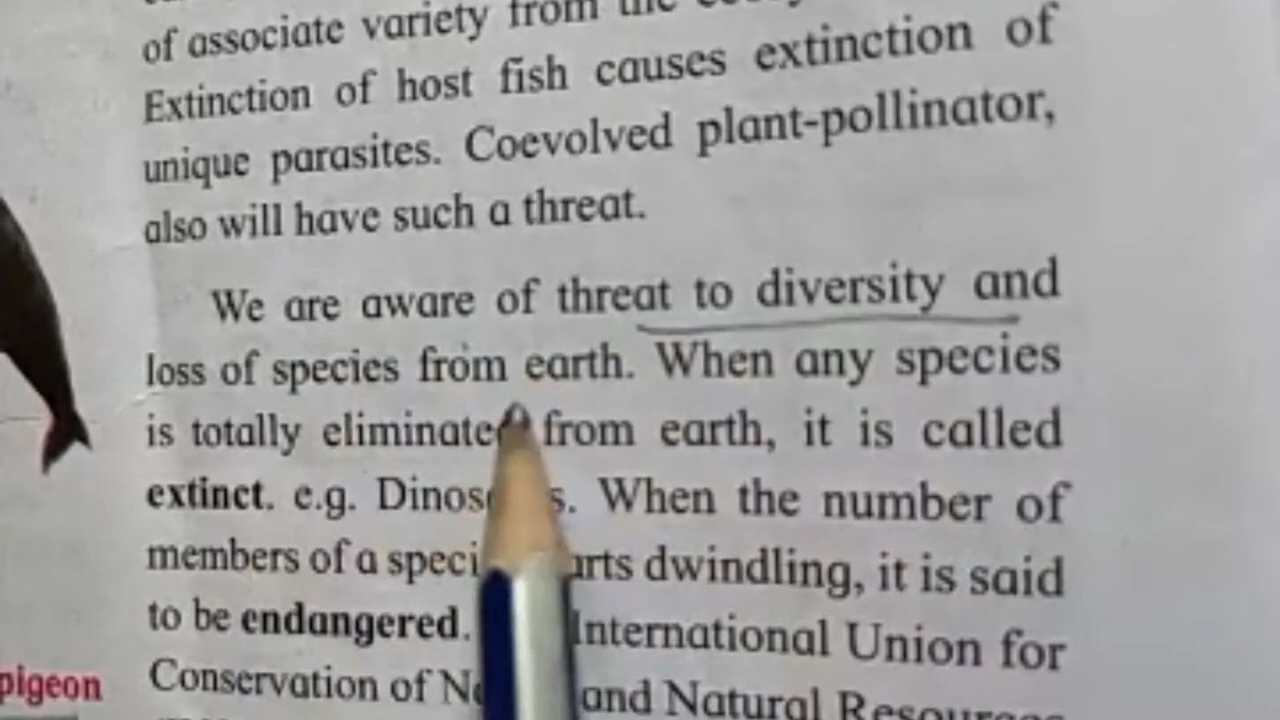 of associate variety from the
Extinction of host fish causes extinction of
unique parasites. Coevolved plant-pollinator,
also will have such a threat.
We are aware of threat to diversity and
loss of species from earth. When any species
is totally eliminated from earth, it is called
extinct. e.g. When the number of
members of a dwindling, it is said
to be endangered. International Union for
Conservation of and Natural Resources
pigeon